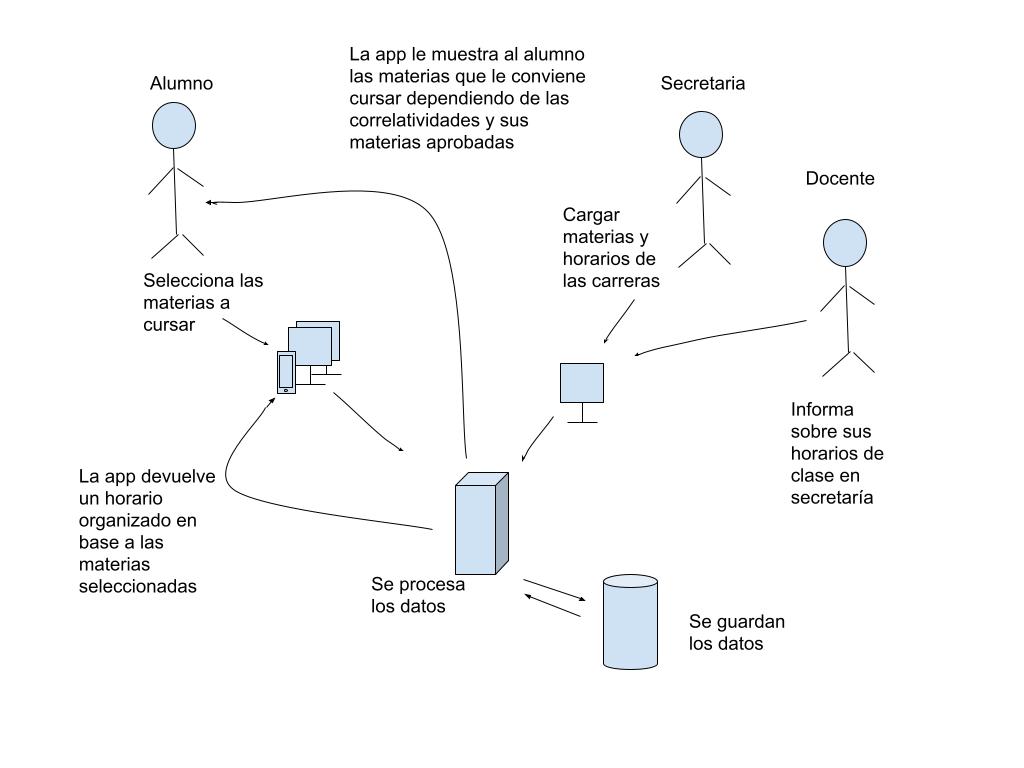 Alumno
La app le muestra al alumno
las materias que le conviene
cursar dependiendo de las
correlatividades y sus
materias aprobadas
Secretaria
Docente
Cargar
materias y
horarios de
las carreras
Selecciona las
materias a
cursar
Informa
sobre sus
horarios de
clase en
secretaría
La app devuelve
un horario
organizado en
base a las
materias
seleccionadas
Se procesa
los datos
Se guardan
los datos